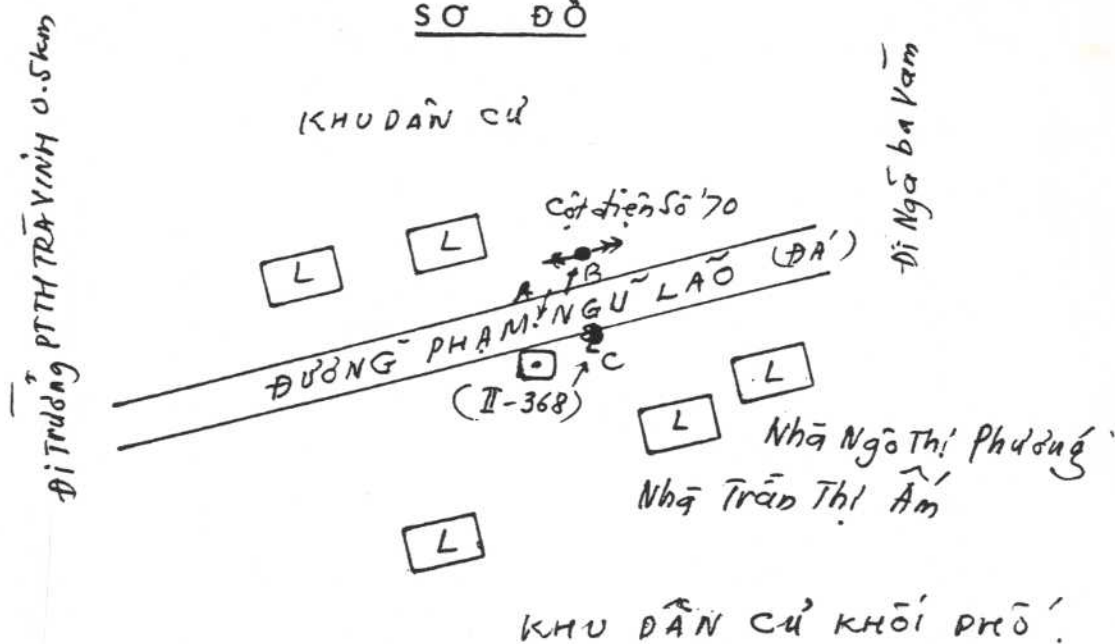 SƠ ĐỒ
Đi Trường PTTH TRÀ VINH 0.5km
KHU DÂN CƯ
Đi Ngã ba Vàm
Cột điện Số 70
L
L
A
B
ĐƯỜNG PHẠM NGŨ LÃO (ĐÁ)
C
(II-368)
L
L
Nhà Ngô Thị Phướng
Nhà Trần Thị Ấm
L
KHU DÂN CƯ KHỐI PHỐ.